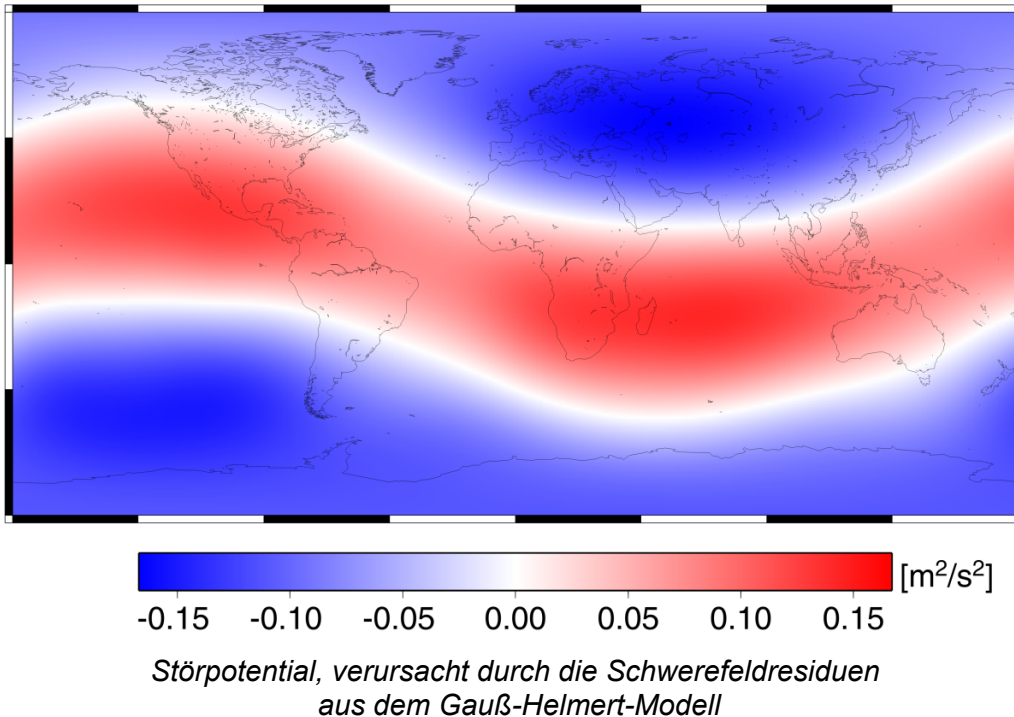 [m²/s²]
-0.15 -0.10 -0.05 0.00 0.05 0.10 0.15
Störpotential, verursacht durch die Schwerefeldresiduen
aus dem Gauß-Helmert-Modell